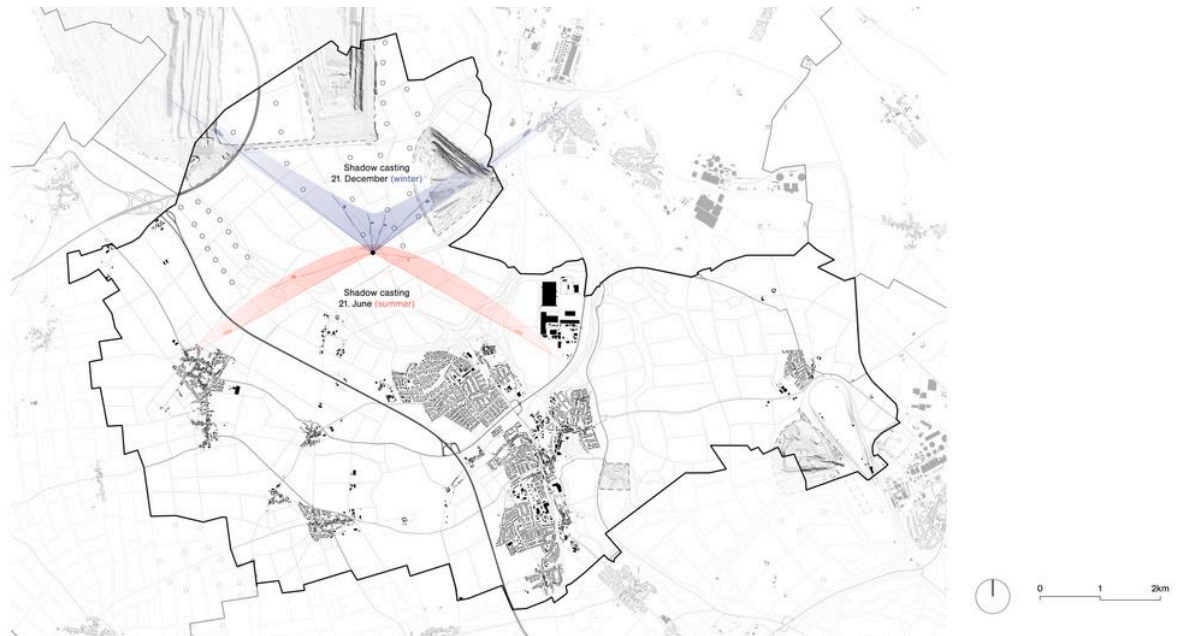 Shadow casting
21. December (winter)
Shadow casting
21. June (summer)
0 1 2km